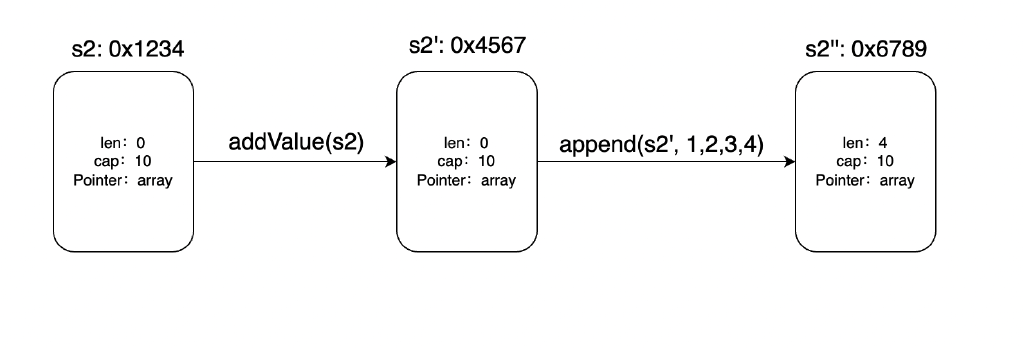 s2: 0x1234
len：0
cap：10
Pointer：array
addValue(s2)
s2': 0x4567
len：0
cap：10
Pointer：array
append(s2', 1,2,3,4)
s2'': 0x6789
len：4
cap：10
Pointer：array